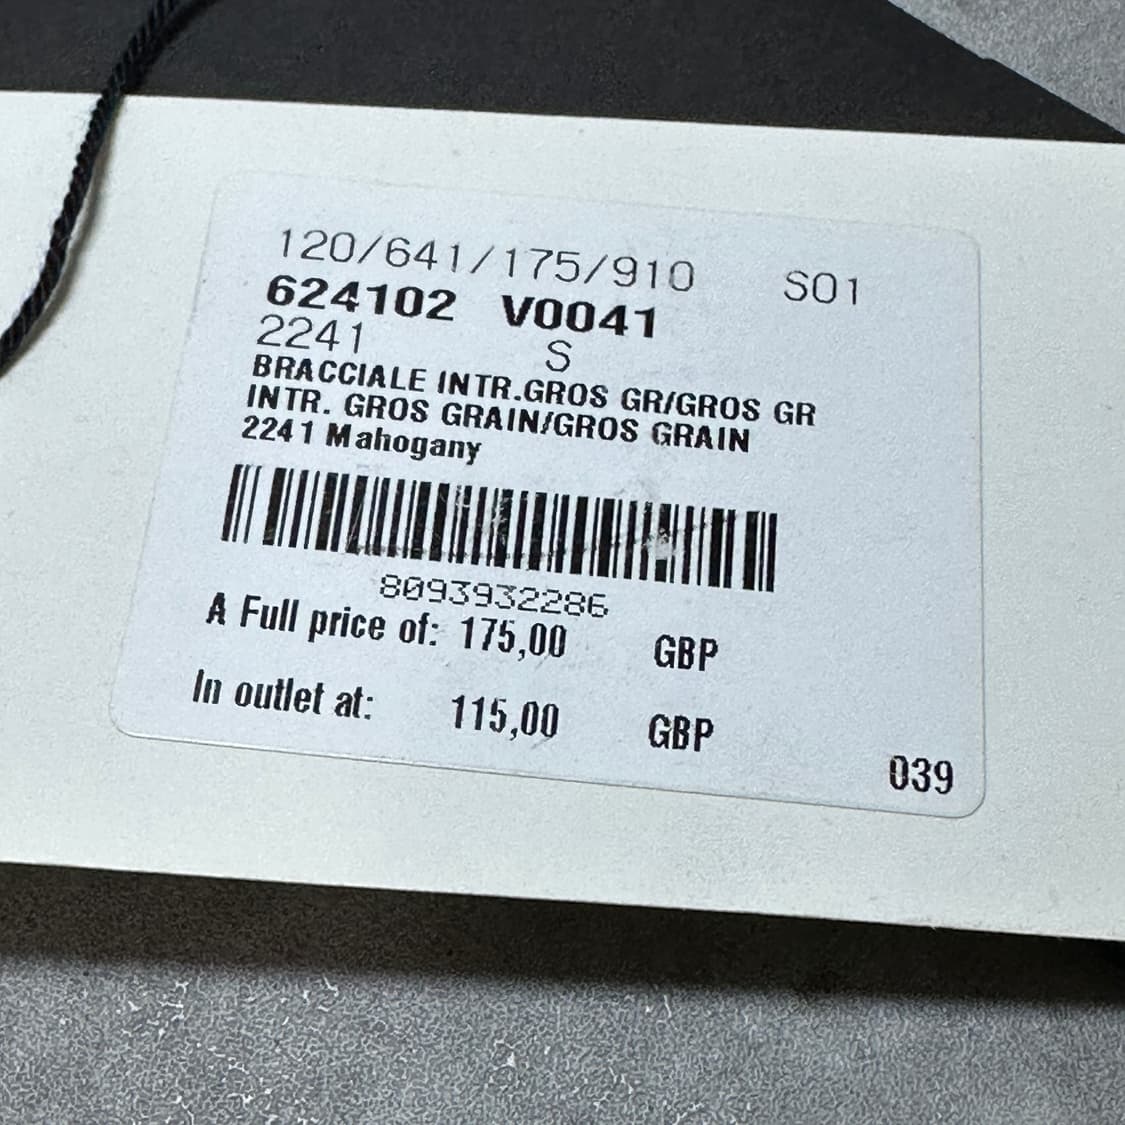 120/641/175/910 S01
624102 V0041
2241 S
BRACCIALE INTR.GROS GR/GROS GR
INTR. GROS GRAIN/GROS GRAIN
2241 Mahogany
8093932286
A Full price of: 175,00 GBP
In outlet at: 115,00 GBP
039